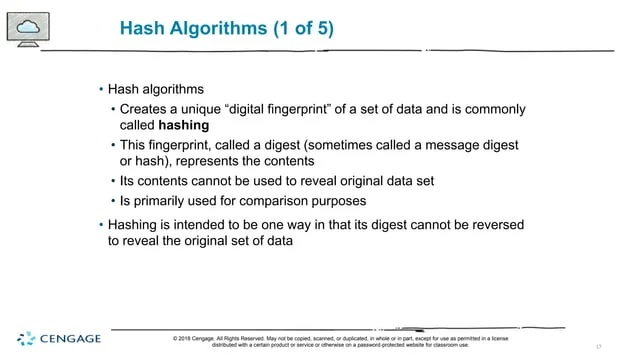 Hash Algorithms (1 of 5)
• Hash algorithms
• Creates a unique “digital fingerprint” of a set of data and is commonly
called hashing
• This fingerprint, called a digest (sometimes called a message digest
or hash), represents the contents
• Its contents cannot be used to reveal original data set
• Is primarily used for comparison purposes
• Hashing is intended to be one way in that its digest cannot be reversed
to reveal the original set of data
CENGAGE
© 2018 Cengage. All Rights Reserved. May not be copied, scanned, or duplicated, in whole or in part, except for use as permitted in a license
distributed with a certain product or service or otherwise on a password-protected website for classroom use.
17